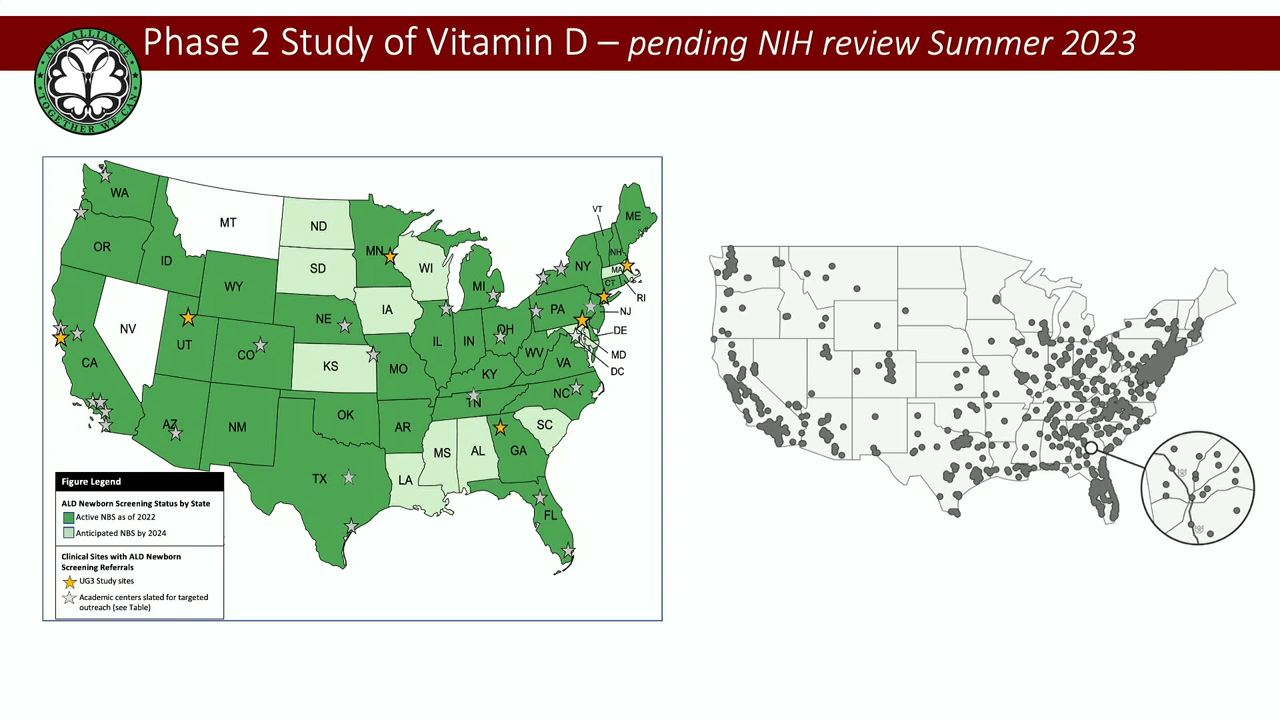 Phase 2 Study of Vitamin D – pending NIH review Summer 2023
ALD ALLIANCE
TOGETHER WE CAN
WA
MT
ND
MN
ME
VT
OR
ID
SD
WI
MI
NY
NH
MA
CT
RI
WY
IA
PA
NJ
NV
UT
CO
NE
IL
IN
OH
WV
DE
MD
DC
CA
KS
MO
KY
VA
AZ
NM
OK
AR
TN
NC
SC
TX
LA
MS
AL
GA
FL
Figure Legend
ALD Newborn Screening Status by State
Active NBS as of 2022
Anticipated NBS by 2024
Clinical Sites with ALD Newborn
Screening Referrals
UG3 Study sites
Academic centers slated for targeted
outreach (see Table)